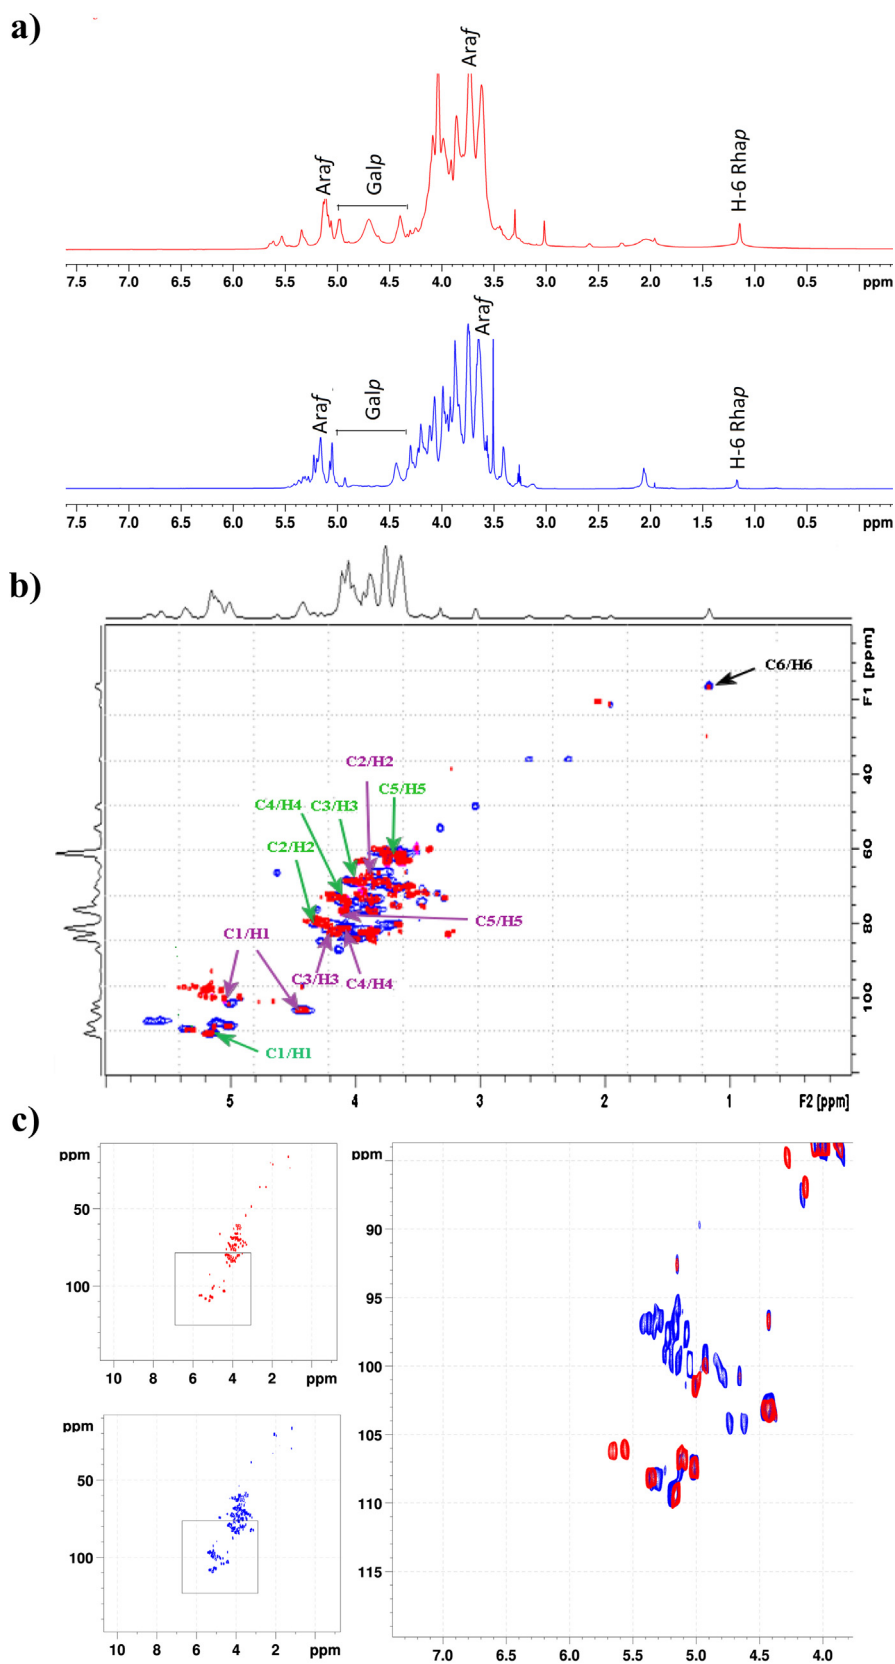 a)
Araf
Galp
Araf
H-6 Rhap
7.5 7.0 6.5 6.0 5.5 5.0 4.5 4.0 3.5 3.0 2.5 2.0 1.5 1.0 0.5 ppm
Araf
Galp
Araf
H-6 Rhap
7.5 7.0 6.5 6.0 5.5 5.0 4.5 4.0 3.5 3.0 2.5 2.0 1.5 1.0 0.5 ppm
b)
C6/H6
C2/H2
C5/H5
C4/H4 C3/H3
C2/H2
C5/H5
C1/H1
C3/H3
C4/H4
C1/H1
F1 [ppm]
40
60
80
100
5 4 3 2 1 F2 [ppm]
c)
ppm
50
100
10 8 6 4 2 ppm
ppm
50
100
10 8 6 4 2 ppm
ppm
90
95
100
105
110
115
7.0 6.5 6.0 5.5 5.0 4.5 4.0